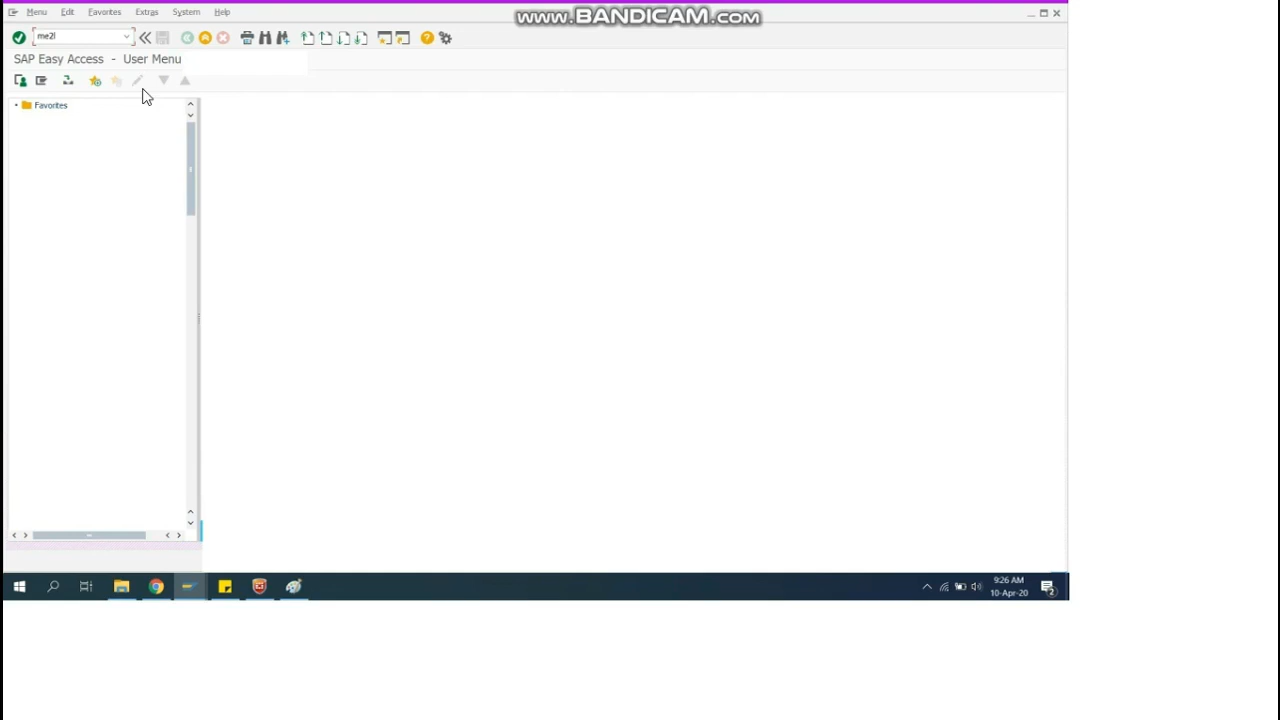 www.BANDICAM.com
Menu Edit Favorites Extras System Help
me2l
SAP Easy Access - User Menu
Favorites
9:26 AM
10-Apr-20
2